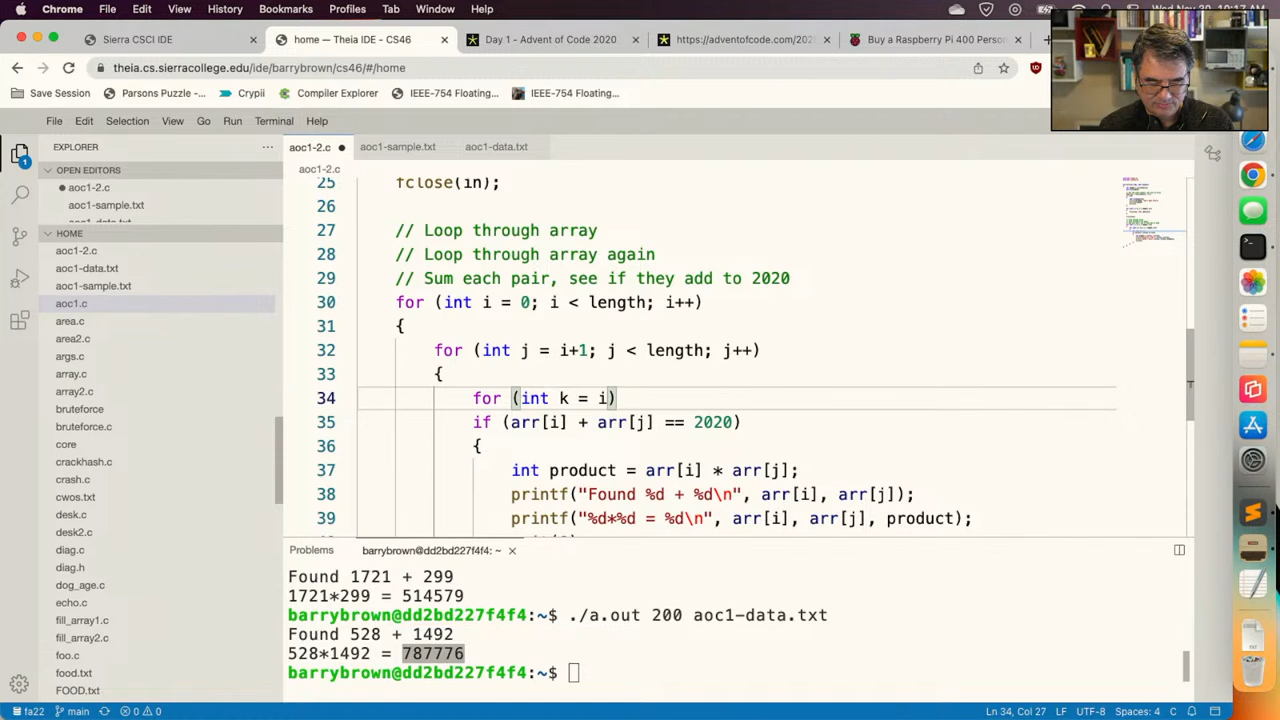 Chrome File Edit View History Bookmarks Profiles Tab Window Help
Sierra CSCI IDE
home — Theia IDE - CS46
Day 1 - Advent of Code 2020
https://adventofcode.com/202
Buy a Raspberry Pi 400 Perso
theia.cs.sierracollege.edu/ide/barrybrown/cs46/#/home
Save Session Parsons Puzzle -... Crypii Compiler Explorer IEEE-754 Floating... IEEE-754 Floating...
File Edit Selection View Go Run Terminal Help
EXPLORER
OPEN EDITORS
aoc1-2.c
aoc1-sample.txt
HOME
aoc1-2.c
aoc1-data.txt
aoc1-sample.txt
aoc1.c
area.c
area2.c
args.c
array.c
array2.c
bruteforce
bruteforce.c
core
crackhash.c
crash.c
cwos.txt
desk.c
desk2.c
diag.c
diag.h
dog_age.c
echo.c
fill_array1.c
fill_array2.c
foo.c
food.txt
FOOD.txt
aoc1-2.c aoc1-sample.txt aoc1-data.txt
aoc1-2.c
25 fclose(in);
26
27 // Loop through array
28 // Loop through array again
29 // Sum each pair, see if they add to 2020
30 for (int i = 0; i < length; i++)
31 {
32 for (int j = i+1; j < length; j++)
33 {
34 for (int k = i)
35 if (arr[i] + arr[j] == 2020)
36 {
37 int product = arr[i] * arr[j];
38 printf("Found %d + %d\n", arr[i], arr[j]);
39 printf("%d*%d = %d\n", arr[i], arr[j], product);
Problems barrybrown@dd2bd227f4f4: ~
Found 1721 + 299
1721*299 = 514579
barrybrown@dd2bd227f4f4:~$ ./a.out 200 aoc1-data.txt
Found 528 + 1492
528*1492 = 787776
barrybrown@dd2bd227f4f4:~$
fa22 main 0 0 Ln 34, Col 27 LF UTF-8 Spaces: 4 C